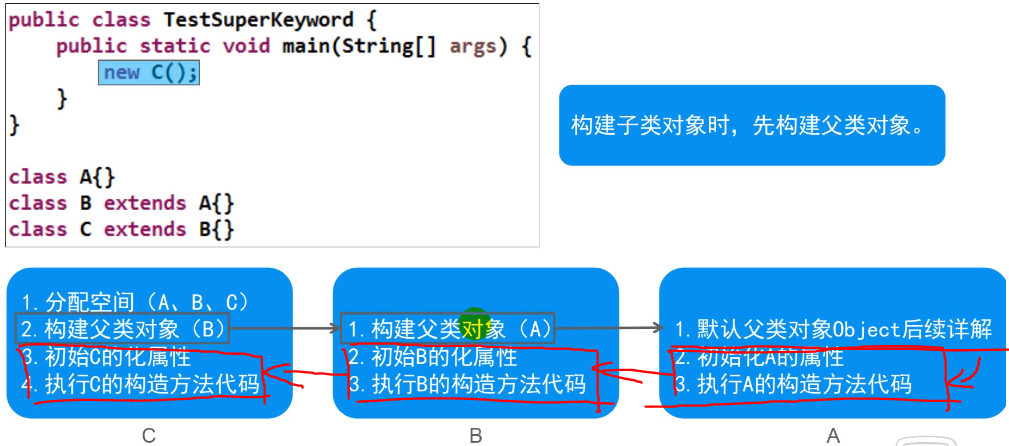 public class TestSuperKeyword {
public static void main(String[] args) {
new C();
}
}
class A{}
class B extends A{}
class C extends B{}
构建子类对象时，先构建父类对象。
1. 分配空间（A、B、C）
2. 构建父类对象（B）
3. 初始C的化属性
4. 执行C的构造方法代码
C
1. 构建父类对象（A）
2. 初始B的化属性
3. 执行B的构造方法代码
B
1. 默认父类对象Object后续详解
2. 初始化A的属性
3. 执行A的构造方法代码
A